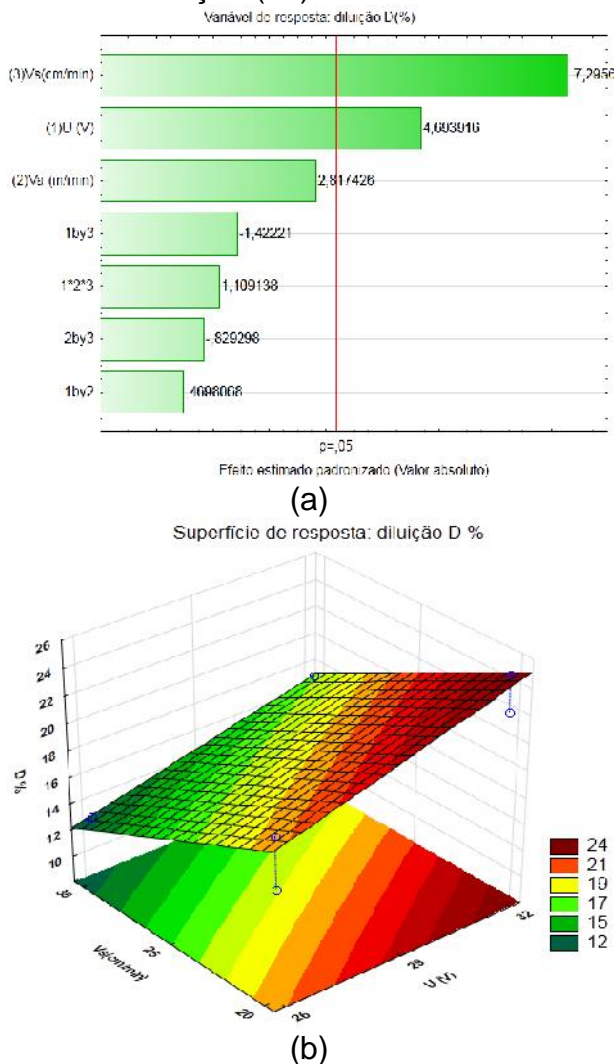 Variável de resposta: diluição D(%)
(3)Vs(cm/min)
7,2956
(1)U (V)
4,693916
(2)Va (m/min)
2,817426
1by3
-1,42221
1*2*3
1,109138
2by3
-,829298
1by2
,4698068
p=,05
Efeito estimado padronizado (Valor absoluto)
(a)
Superfície de resposta: diluição D %
26
24
22
20
18
16
14
12
10
D %
Vs(cm/min)
25
20
U (V)
26
28
32
24
21
19
17
15
12
(b)